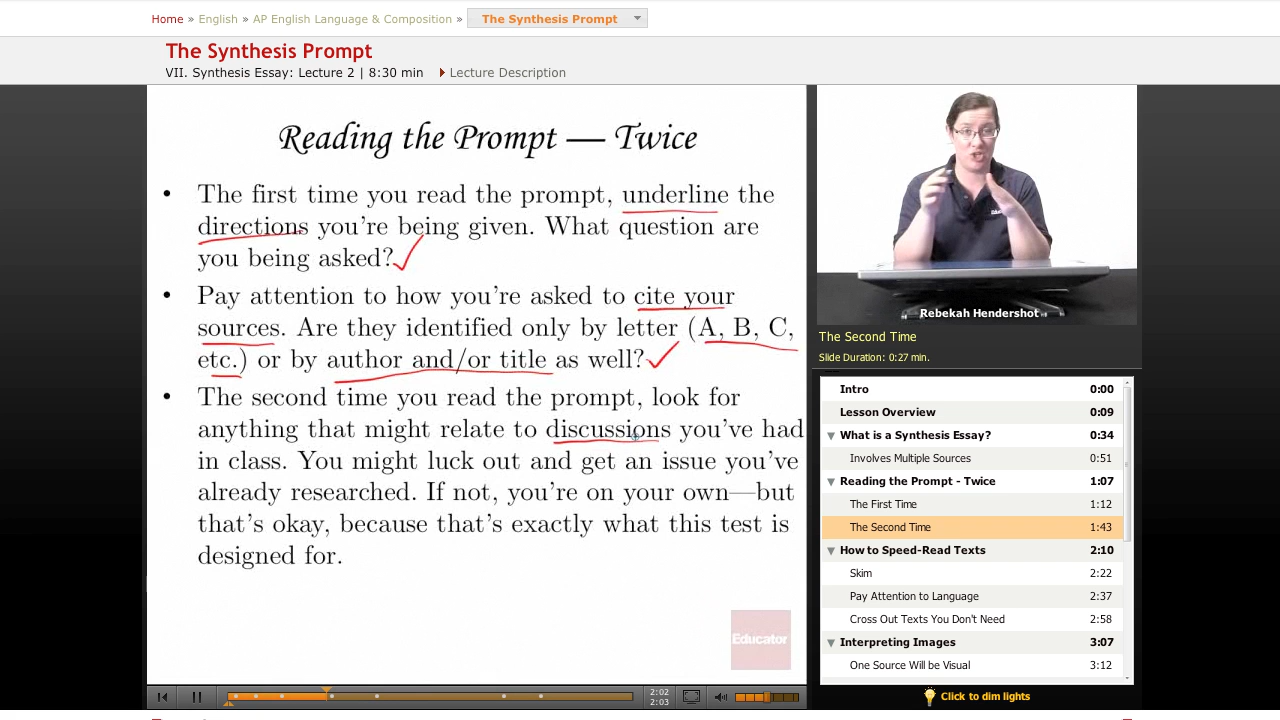 Home » English » AP English Language & Composition » The Synthesis Prompt
The Synthesis Prompt
VII. Synthesis Essay: Lecture 2 | 8:30 min Lecture Description
Reading the Prompt — Twice
• The first time you read the prompt, underline the
directions you're being given. What question are
you being asked?
• Pay attention to how you're asked to cite your
sources. Are they identified only by letter (A, B, C,
etc.) or by author and/or title as well?
• The second time you read the prompt, look for
anything that might relate to discussions you've had
in class. You might luck out and get an issue you've
already researched. If not, you're on your own—but
that's okay, because that's exactly what this test is
designed for.
Educator
2:02
2:03
Rebekah Hendershot
The Second Time
Slide Duration: 0:27 min.
Intro 0:00
Lesson Overview 0:09
What is a Synthesis Essay? 0:34
Involves Multiple Sources 0:51
Reading the Prompt - Twice 1:07
The First Time 1:12
The Second Time 1:43
How to Speed-Read Texts 2:10
Skim 2:22
Pay Attention to Language 2:37
Cross Out Texts You Don't Need 2:58
Interpreting Images 3:07
One Source Will be Visual 3:12
Click to dim lights